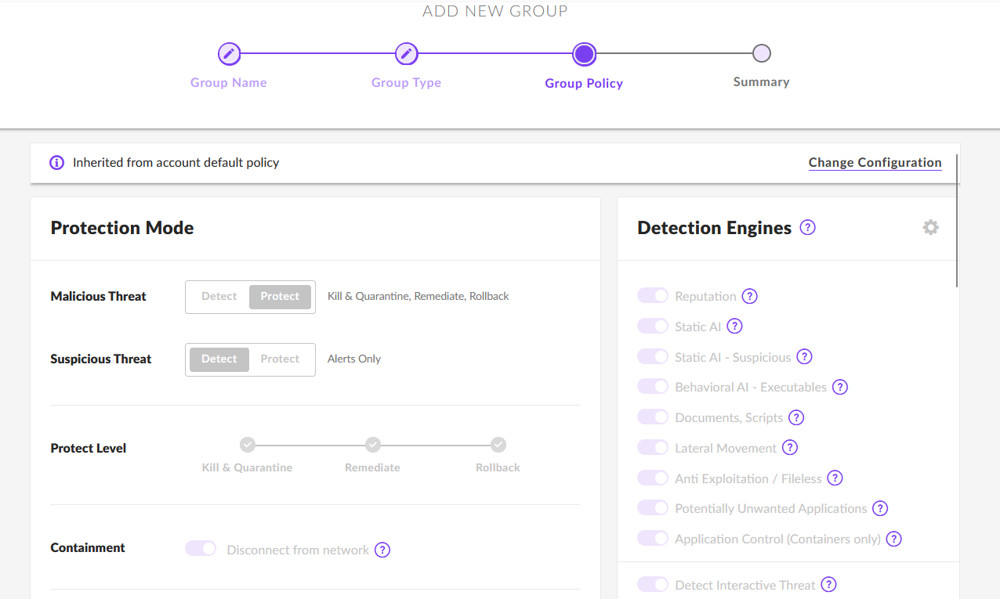 ADD NEW GROUP
Group Name
Group Type
Group Policy
Summary
Inherited from account default policy
Change Configuration
Protection Mode
Malicious Threat
Detect
Protect
Kill & Quarantine, Remediate, Rollback
Suspicious Threat
Detect
Protect
Alerts Only
Protect Level
Kill & Quarantine
Remediate
Rollback
Containment
Disconnect from network ?
Detection Engines ?
Reputation ?
Static AI ?
Static AI - Suspicious ?
Behavioral AI - Executables ?
Documents, Scripts ?
Lateral Movement ?
Anti Exploitation / Fileless ?
Potentially Unwanted Applications ?
Application Control (Containers only) ?
Detect Interactive Threat ?